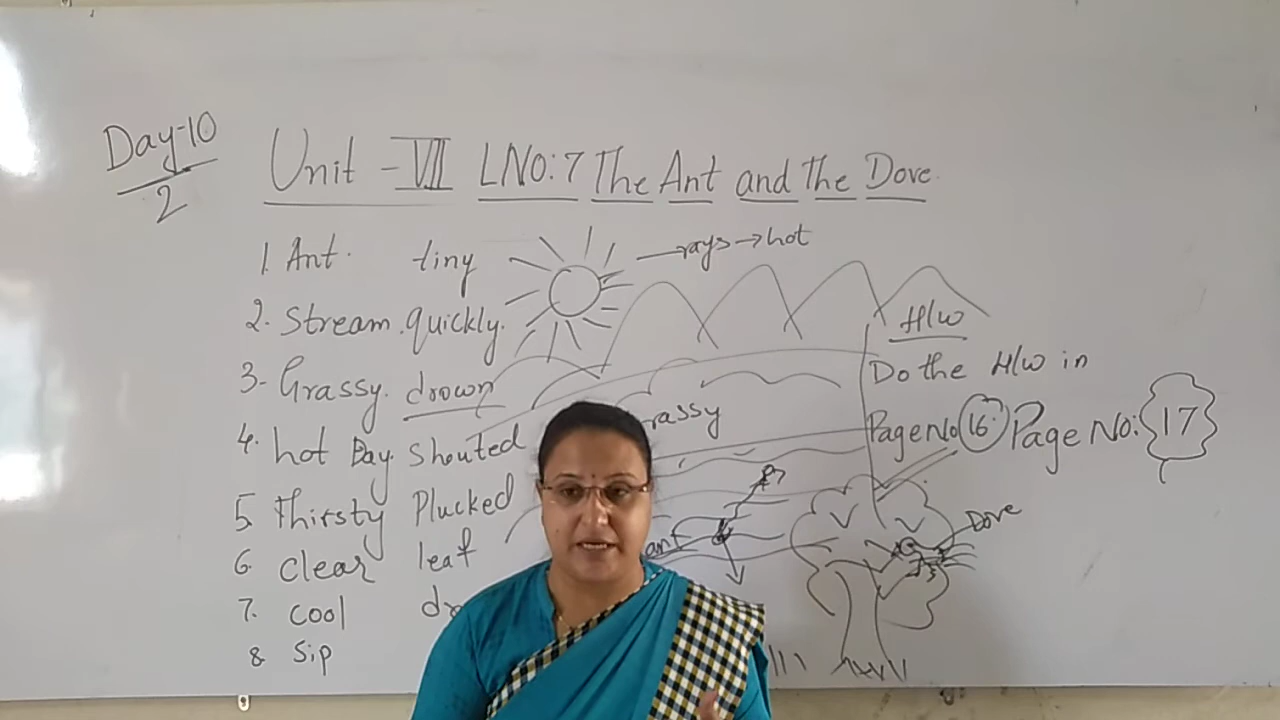 Day-10
2
Unit - VII LNO: 7 The Ant and The Dove.
1. Ant. tiny
rays → hot
2. Stream. quickly.
3- Grassy. drown
4. hot Day. Shouted
5. Thirsty Plucked
6. clear leaf
7. cool
8 Sip
H/w
Do the H/w in
Page No 16. Page No: 17
ant
Dove